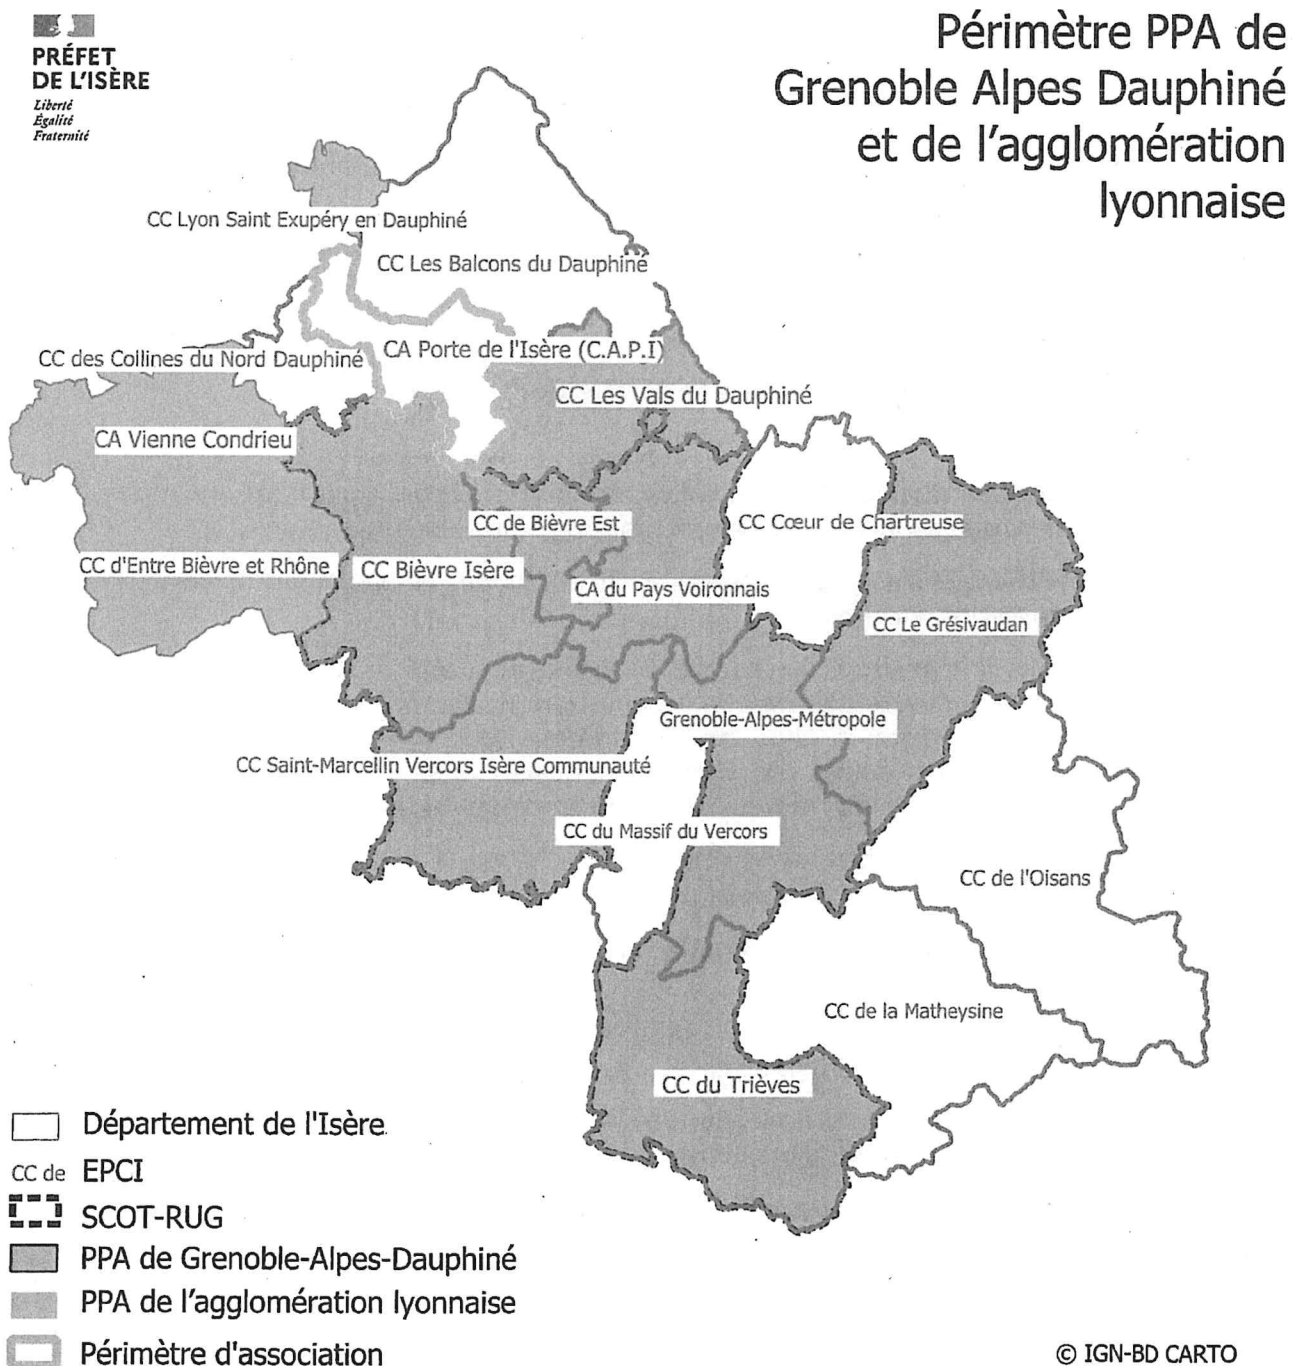 PRÉFET
DE L'ISÈRE
Liberté
Égalité
Fraternité
Périmètre PPA de
Grenoble Alpes Dauphiné
et de l'agglomération
lyonnaise
CC Lyon Saint Exupéry en Dauphiné
CC Les Balcons du Dauphiné
CA Porte de l'Isère (C.A.P.I)
CC des Collines du Nord Dauphiné
CC Les Vals du Dauphiné
CA Vienne Condrieu
CC de Bièvre Est
CC Cœur de Chartreuse
CC d'Entre Bièvre et Rhône
CC Bièvre Isère
CA du Pays Voironnais
CC Le Grésivaudan
Grenoble-Alpes-Métropole
CC Saint-Marcellin Vercors Isère Communauté
CC du Massif du Vercors
CC de l'Oisans
CC de la Matheysine
CC du Trièves
Département de l'Isère
CC de EPCI
SCOT-RUG
PPA de Grenoble-Alpes-Dauphiné
PPA de l'agglomération lyonnaise
Périmètre d'association
© IGN-BD CARTO